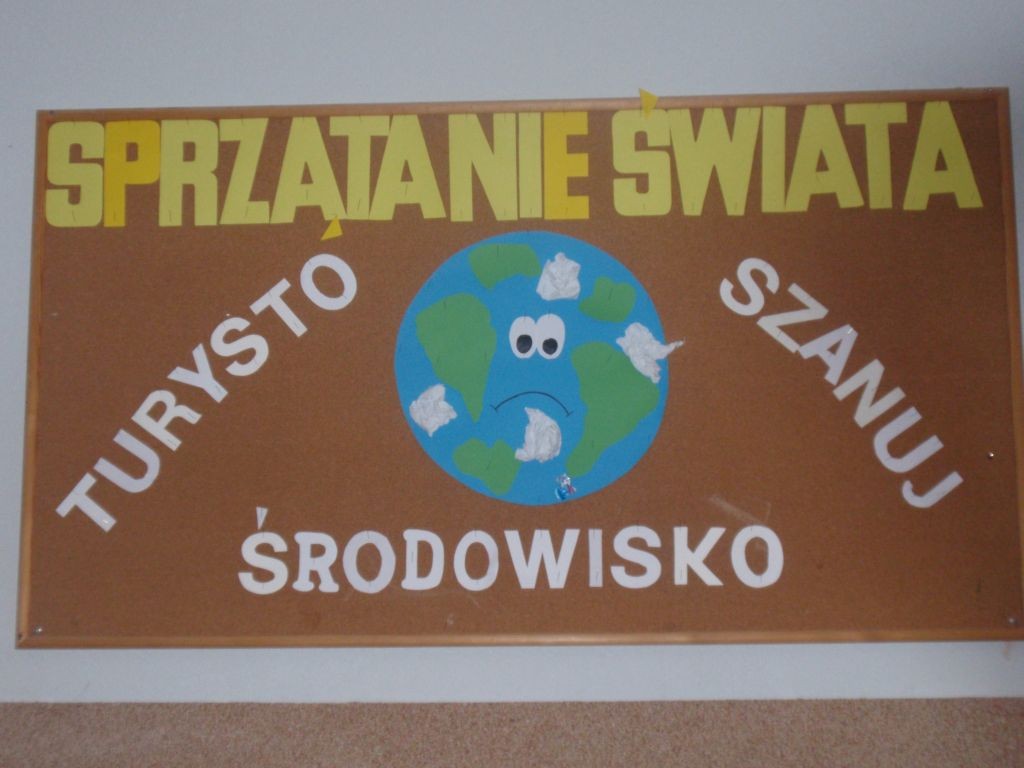 SPRZĄTANIE ŚWIATA
TURYSTO
SZANUJ
ŚRODOWISKO